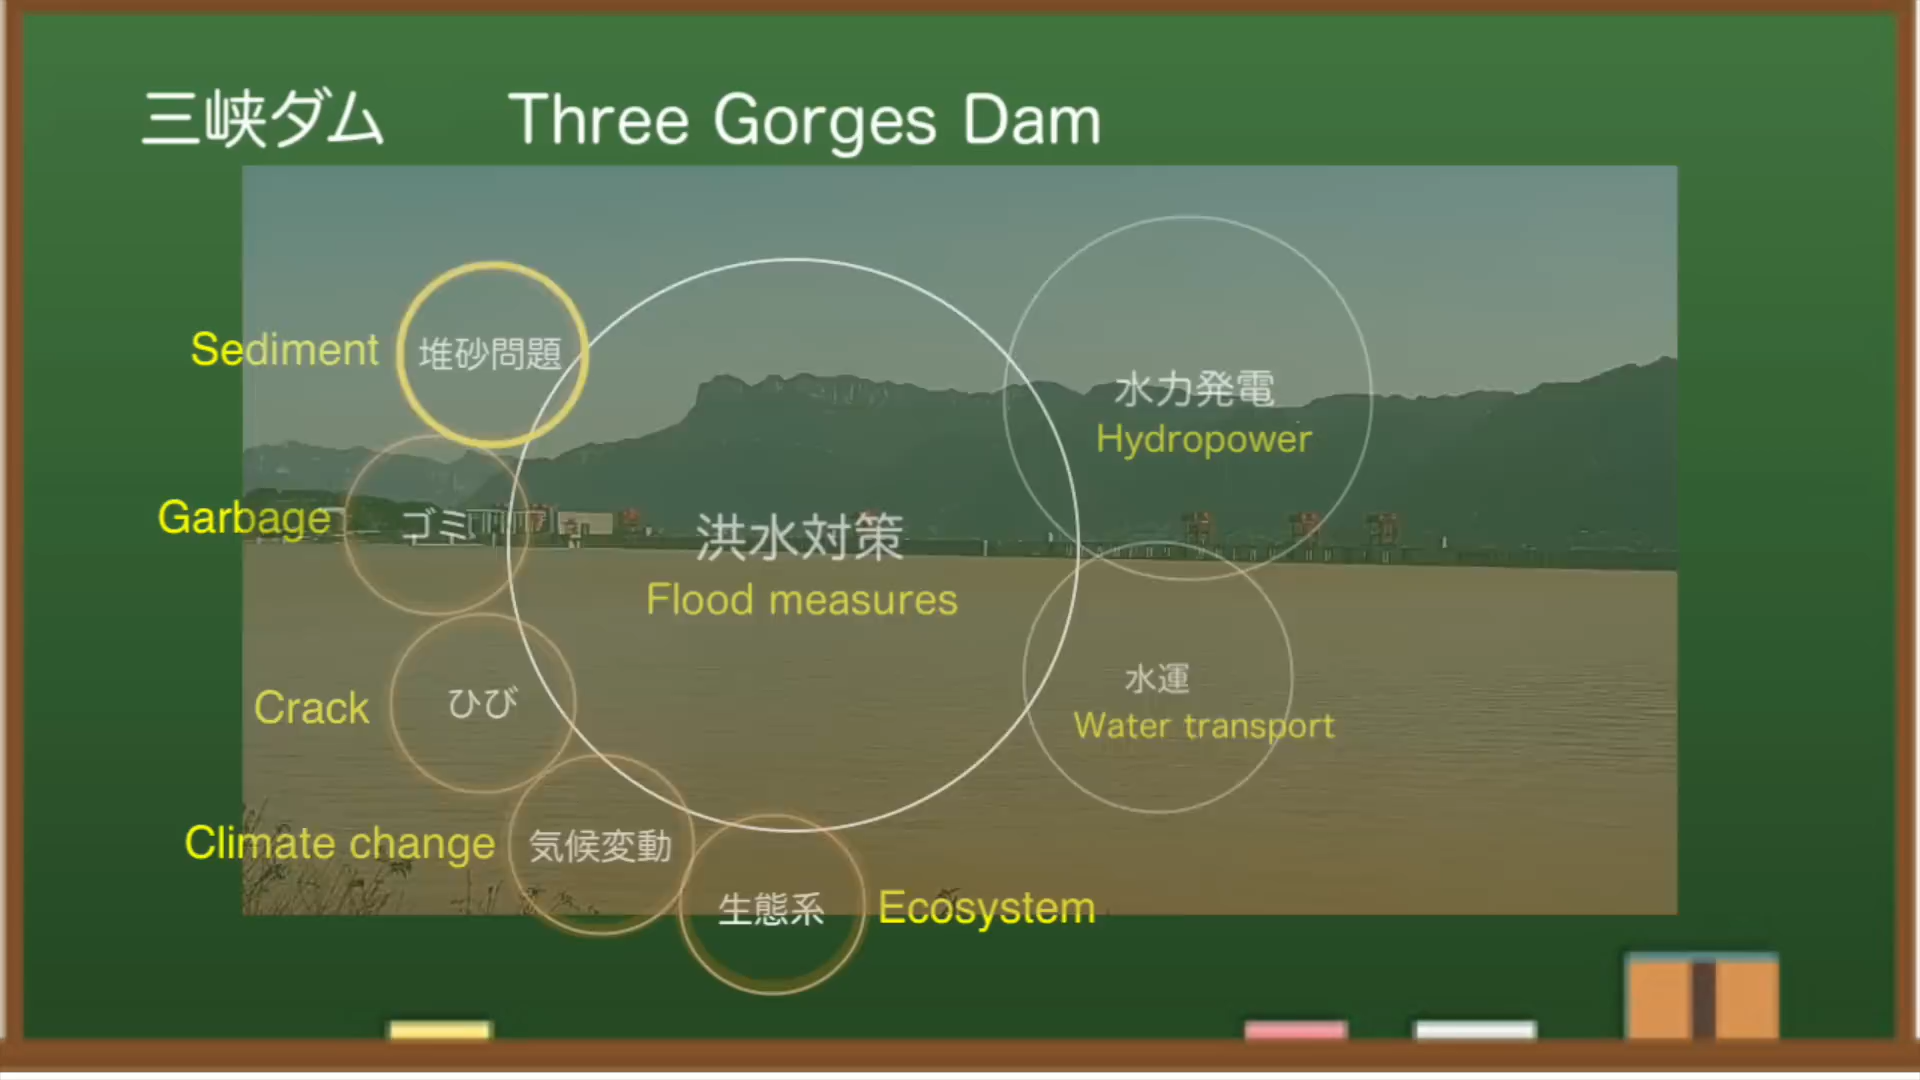 三峡ダム Three Gorges Dam
Sediment 堆砂問題
水力発電
Hydropower
Garbage ゴミ
洪水対策
Flood measures
Crack ひび
水運
Water transport
Climate change 気候変動
生態系 Ecosystem